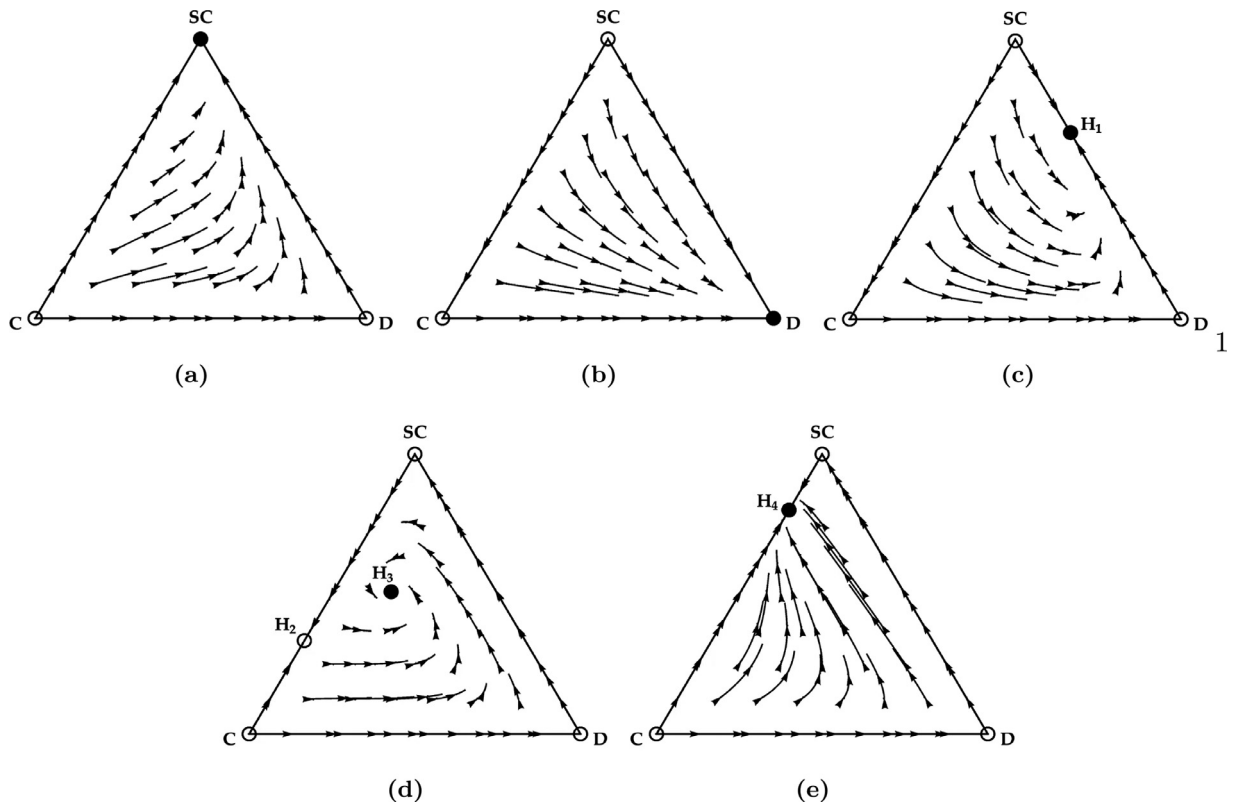 SC SC SC
H₁
C D C D C D
1
(a) (b) (c)
SC SC
H₄
H₃
H₂
C D C D
(d) (e)